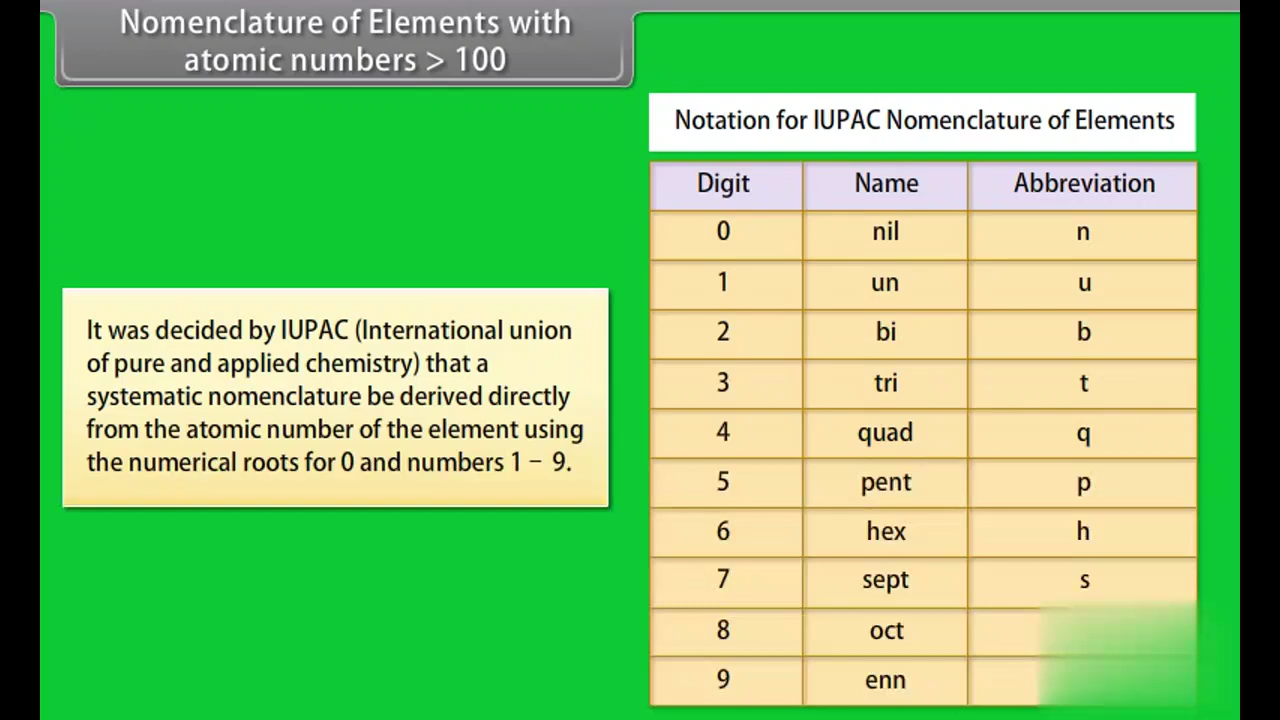 Nomenclature of Elements with
atomic numbers > 100
Notation for IUPAC Nomenclature of Elements
Digit Name Abbreviation
0 nil n
1 un u
2 bi b
3 tri t
4 quad q
5 pent p
6 hex h
7 sept s
8 oct
9 enn
It was decided by IUPAC (International union
of pure and applied chemistry) that a
systematic nomenclature be derived directly
from the atomic number of the element using
the numerical roots for 0 and numbers 1 – 9.